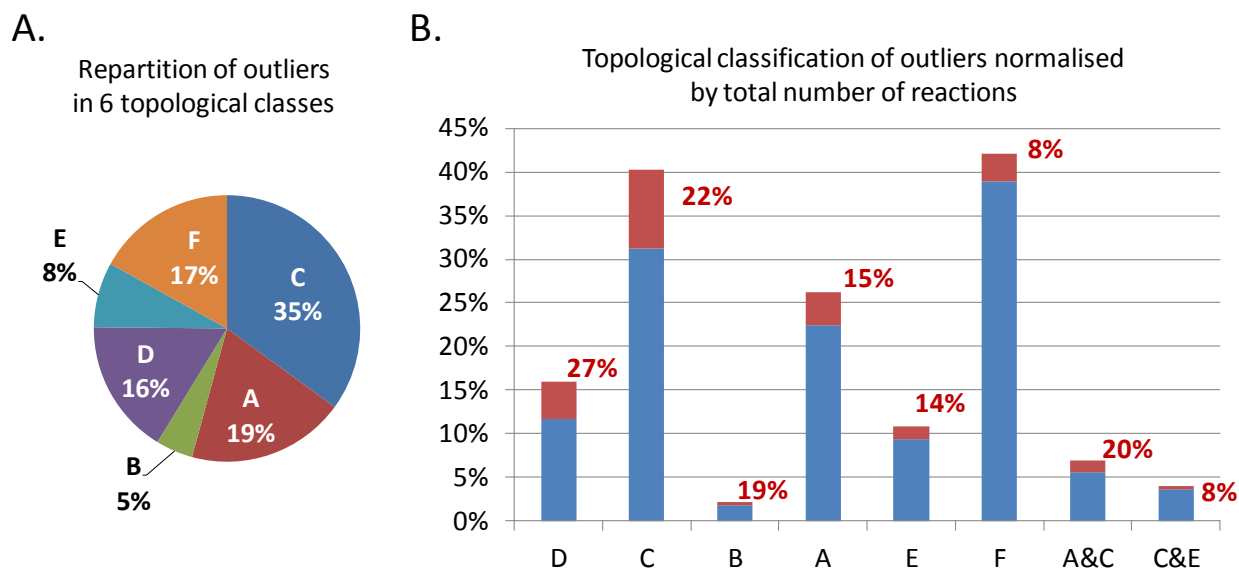 A.
Repartition of outliers
in 6 topological classes
E
8%
F
17%
C
35%
D
16%
A
19%
B
5%
B.
Topological classification of outliers normalised
by total number of reactions
45%
40%
35%
30%
25%
20%
15%
10%
5%
0%
27%
22%
19%
15%
14%
8%
20%
8%
D C B A E F A&C C&E